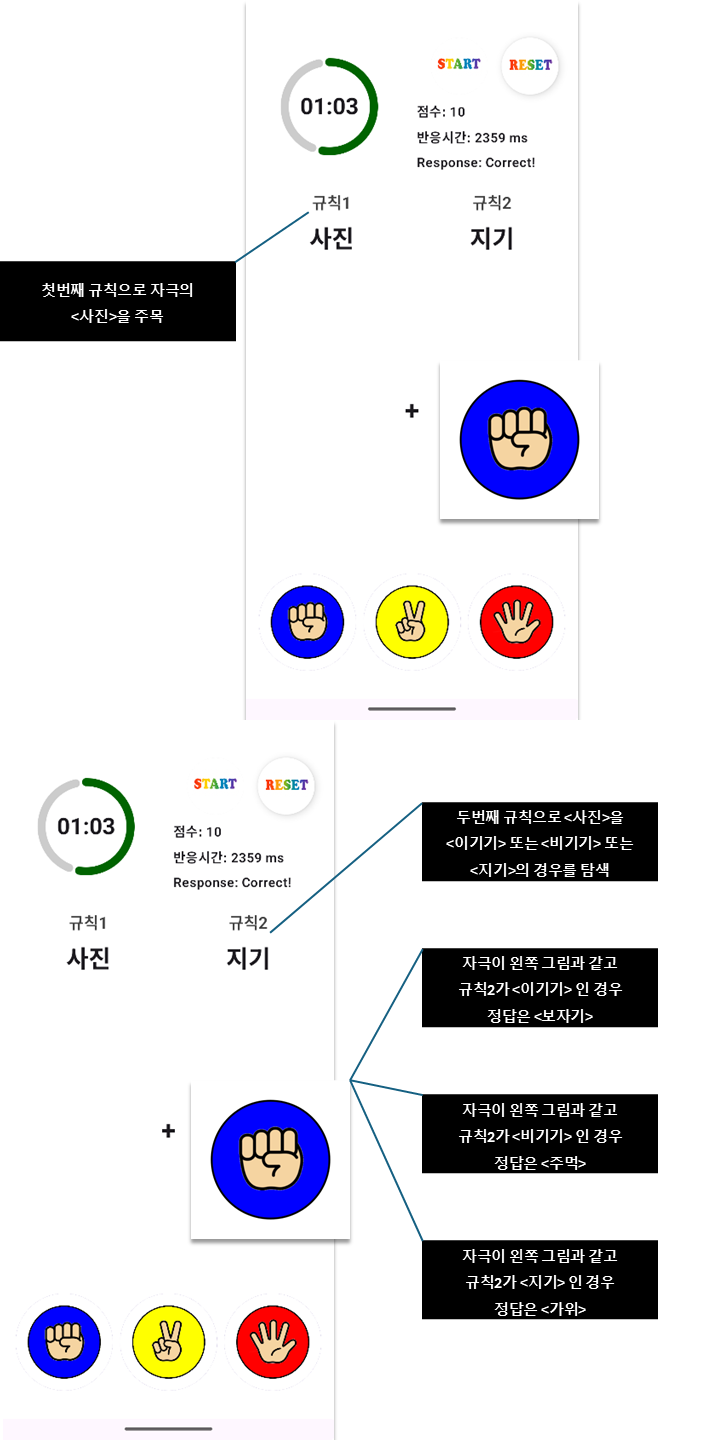 START RESET
01:03
점수: 10
반응시간: 2359 ms
Response: Correct!
규칙1 규칙2
사진 지기
첫번째 규칙으로 자극의
<사진>을 주목
+
START RESET
01:03
점수: 10
반응시간: 2359 ms
Response: Correct!
규칙1 규칙2
사진 지기
두번째 규칙으로 <사진>을
<이기기> 또는 <비기기> 또는
<지기>의 경우를 탐색
자극이 왼쪽 그림과 같고
규칙2가 <이기기> 인 경우
정답은 <보자기>
+
자극이 왼쪽 그림과 같고
규칙2가 <비기기> 인 경우
정답은 <주먹>
자극이 왼쪽 그림과 같고
규칙2가 <지기> 인 경우
정답은 <가위>